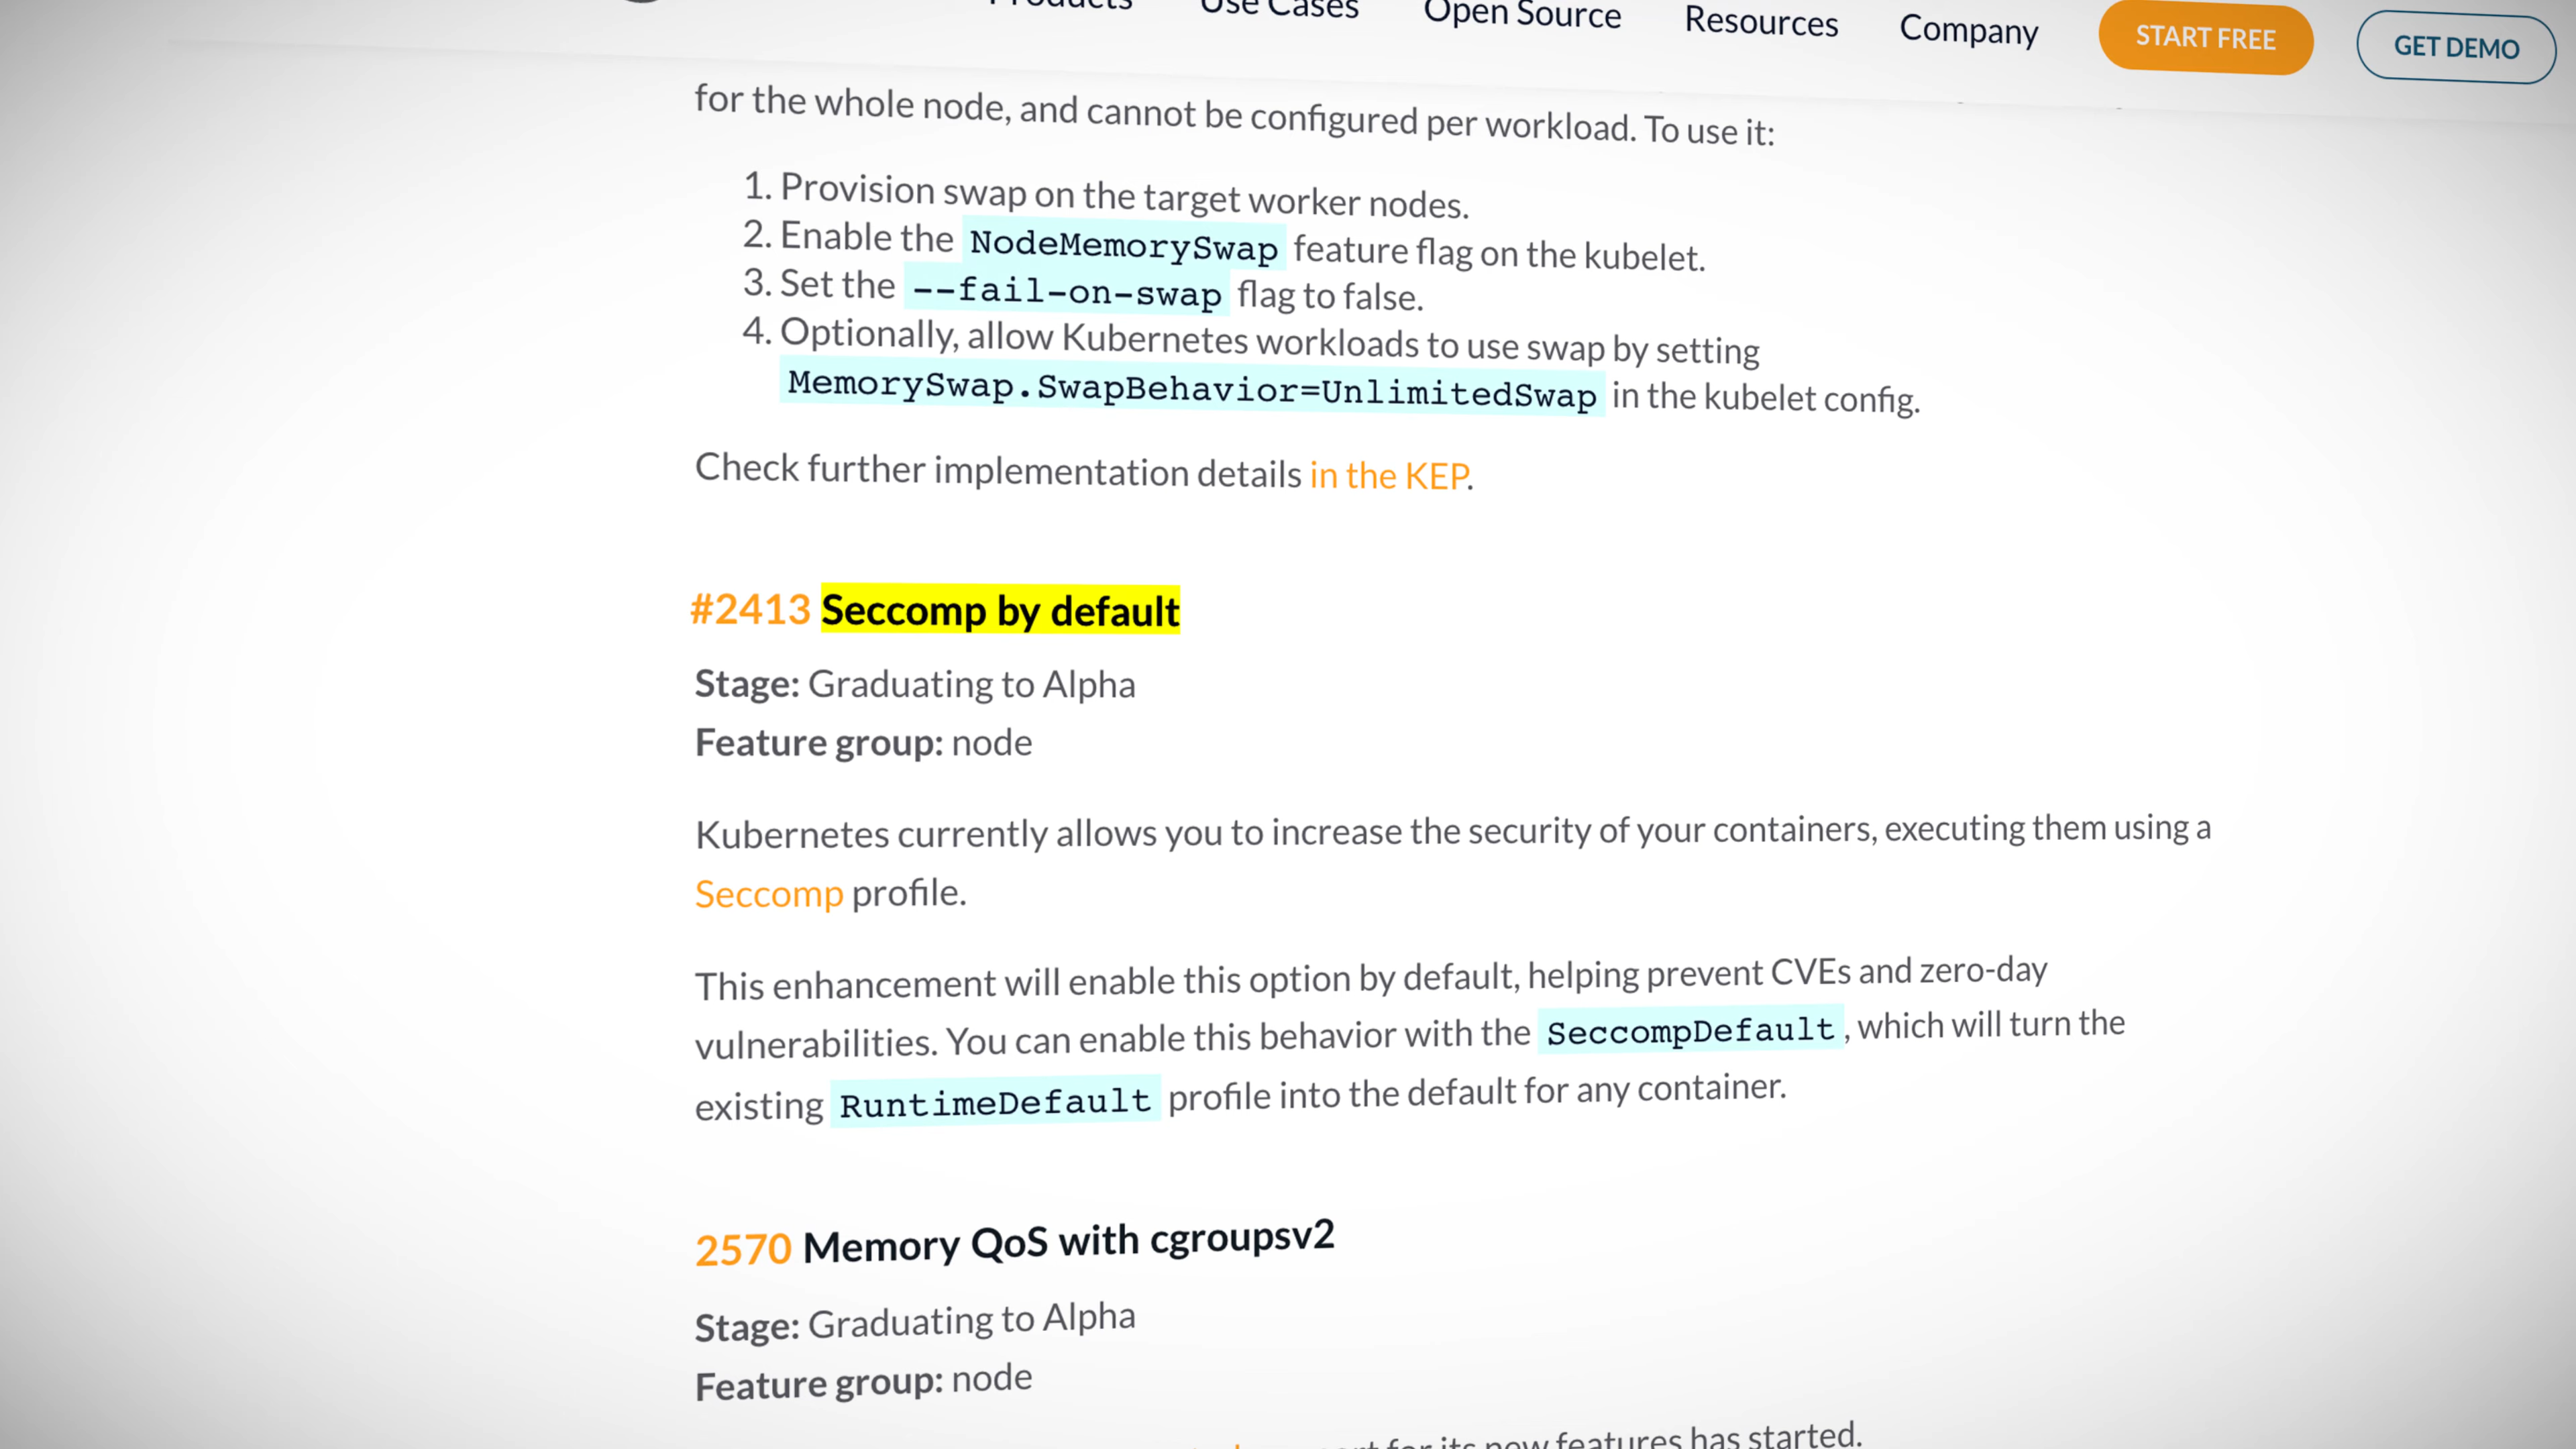 Products Use Cases Open Source Resources Company START FREE GET DEMO
for the whole node, and cannot be configured per workload. To use it:
1. Provision swap on the target worker nodes.
2. Enable the NodeMemorySwap feature flag on the kubelet.
3. Set the --fail-on-swap flag to false.
4. Optionally, allow Kubernetes workloads to use swap by setting
MemorySwap.SwapBehavior=UnlimitedSwap in the kubelet config.
Check further implementation details in the KEP.
#2413 Seccomp by default
Stage: Graduating to Alpha
Feature group: node
Kubernetes currently allows you to increase the security of your containers, executing them using a
Seccomp profile.
This enhancement will enable this option by default, helping prevent CVEs and zero-day
vulnerabilities. You can enable this behavior with the SeccompDefault, which will turn the
existing RuntimeDefault profile into the default for any container.
2570 Memory QoS with cgroupsv2
Stage: Graduating to Alpha
Feature group: node
for its new features has started.